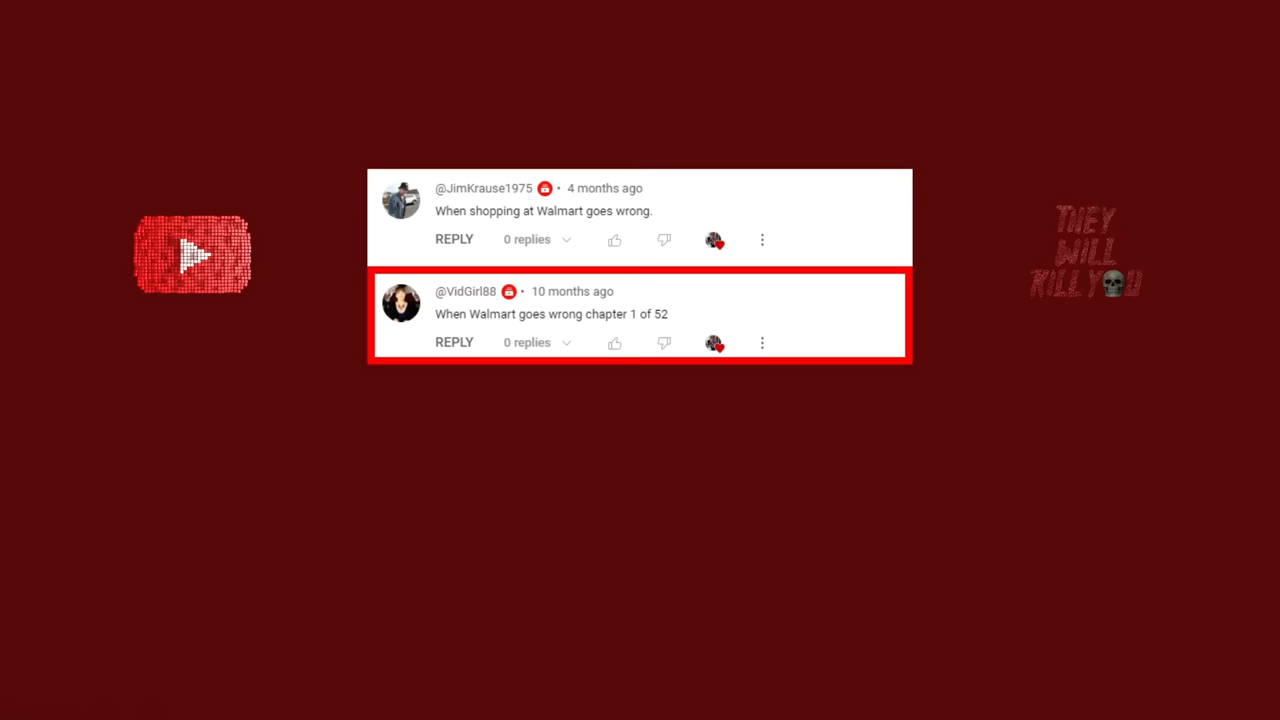 @JimKrause1975 • 4 months ago
When shopping at Walmart goes wrong.
REPLY 0 replies
@VidGirl88 • 10 months ago
When Walmart goes wrong chapter 1 of 52
REPLY 0 replies
THEY
WILL
KILL YOU